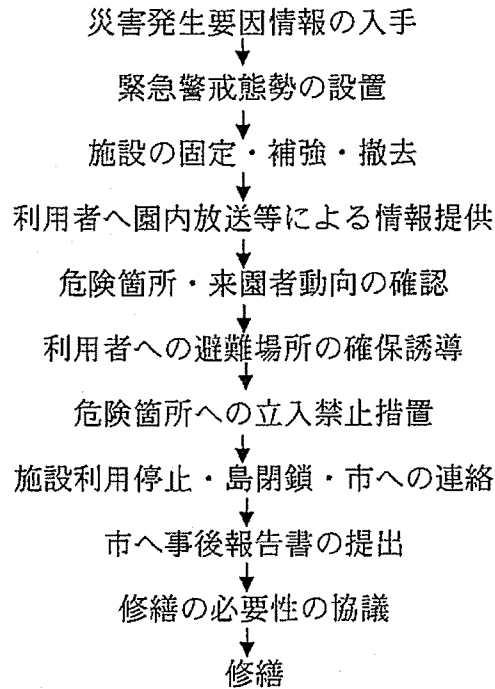 災害発生要因情報の入手
緊急警戒態勢の設置
施設の固定・補強・撤去
利用者へ園内放送等による情報提供
危険箇所・来園者動向の確認
利用者への避難場所の確保誘導
危険箇所への立入禁止措置
施設利用停止・島閉鎖・市への連絡
市へ事後報告書の提出
修繕の必要性の協議
修繕